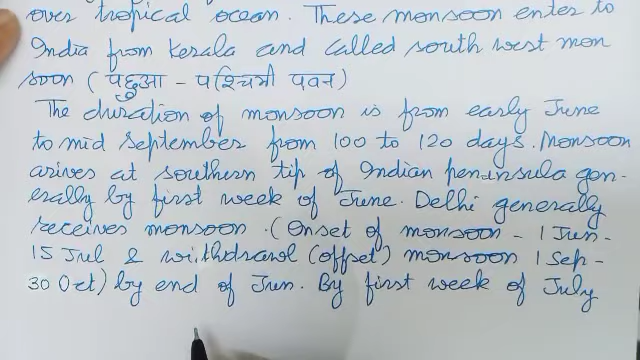 over tropical ocean. These monsoon enter to
India from Kerala and called south west mon
soon (पछुआ - पश्चिमी पवन)
The duration of monsoon is from early June
to mid September from 100 to 120 days. Monsoon
arives at southern tip of Indian peninsula gen-
erally by first week of June. Delhi generally
receives monsoon. (Onset of monsoon - 1 Jun-
15 Jul & withdrawl (offset) monsoon 1 Sep-
30 Oct) by end of Jun. By first week of July